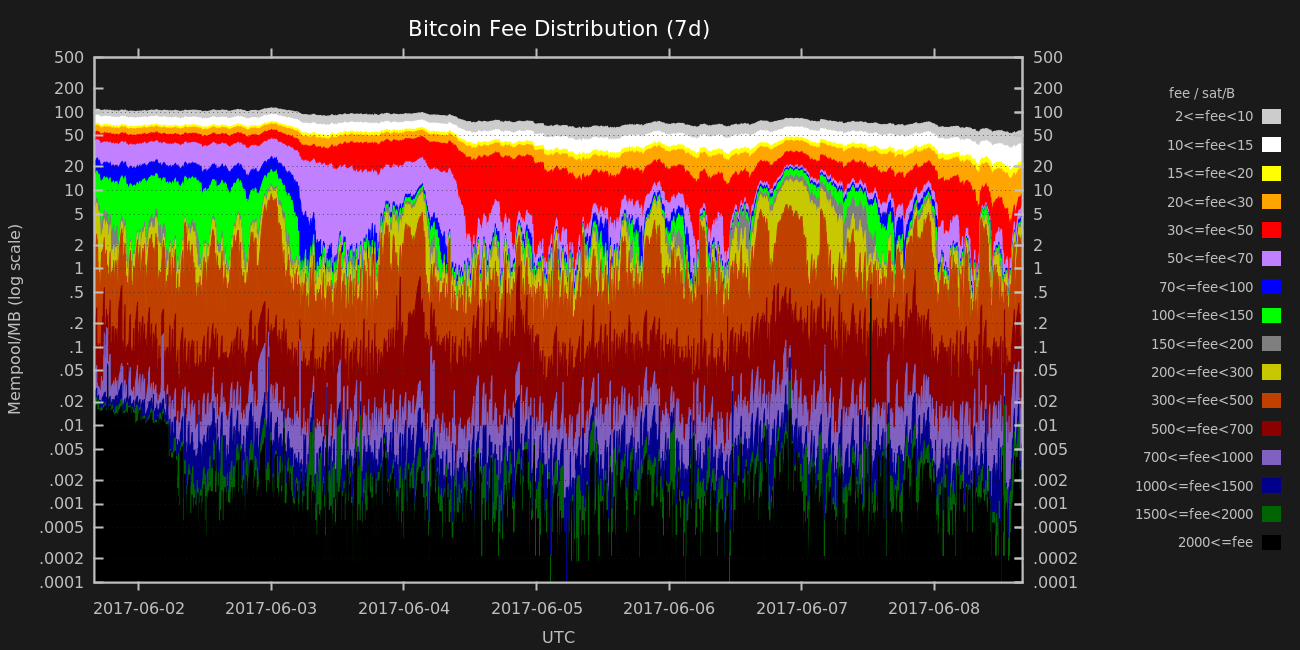 Bitcoin Fee Distribution (7d)
Mempool/MB (log scale)
500
200
100
50
20
10
5
2
1
.5
.2
.1
.05
.02
.01
.005
.002
.001
.0005
.0002
.0001
500
200
100
50
20
10
5
2
1
.5
.2
.1
.05
.02
.01
.005
.002
.001
.0005
.0002
.0001
2017-06-02 2017-06-03 2017-06-04 2017-06-05 2017-06-06 2017-06-07 2017-06-08
UTC
fee / sat/B
2<=fee<10
10<=fee<15
15<=fee<20
20<=fee<30
30<=fee<50
50<=fee<70
70<=fee<100
100<=fee<150
150<=fee<200
200<=fee<300
300<=fee<500
500<=fee<700
700<=fee<1000
1000<=fee<1500
1500<=fee<2000
2000<=fee